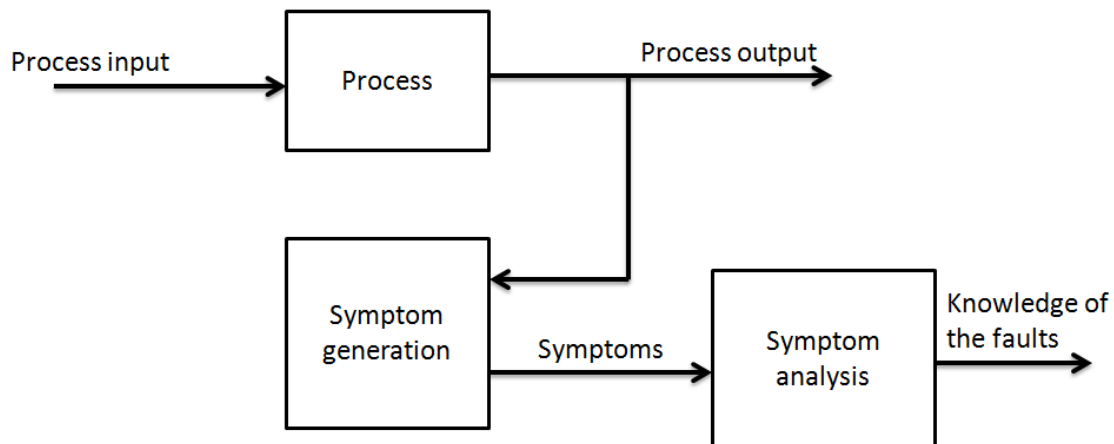 Process input
Process
Process output
Symptom
generation
Symptoms
Symptom
analysis
Knowledge of
the faults